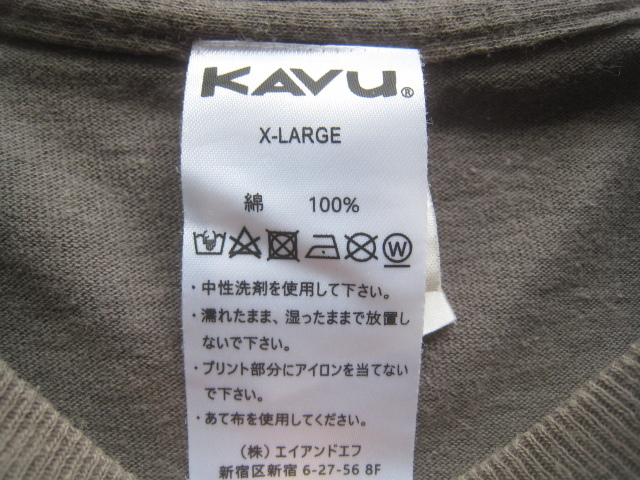 KAVU®
X-LARGE
綿 100%
W
・中性洗剤を使用して下さい。
・濡れたまま、湿ったままで放置し
ないで下さい。
・プリント部分にアイロンを当てない
で下さい。
・あて布を使用してください。
（株）エイアンドエフ
新宿区新宿 6-27-56 8F